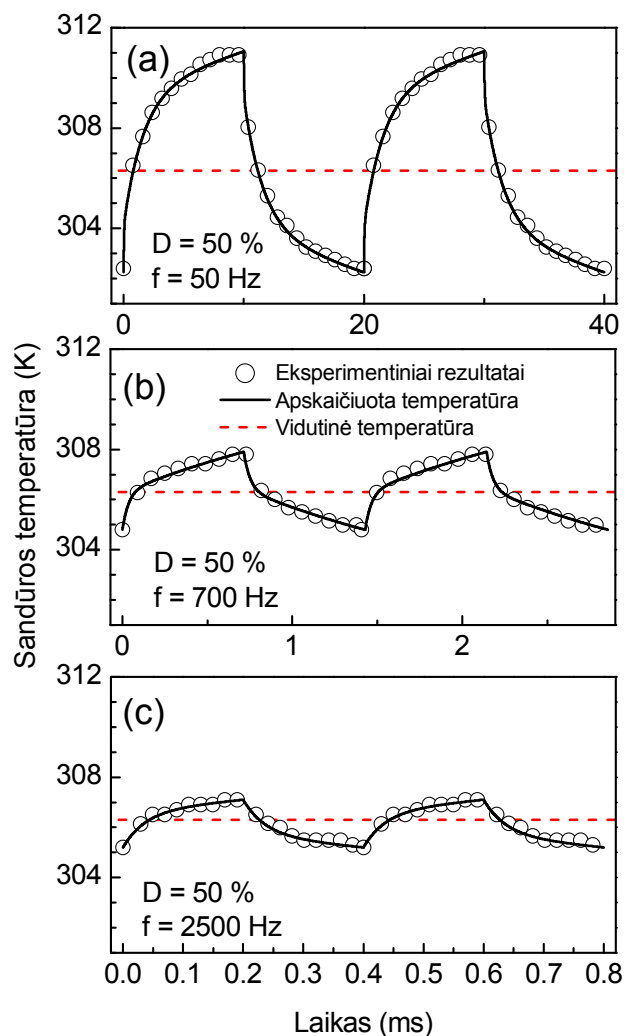 Sandūros temperatūra (K)
312
308
304
(a)
D = 50 %
f = 50 Hz
0
20
40
312
308
304
(b)
Eksperimentiniai rezultatai
Apskaičiuota temperatūra
Vidutinė temperatūra
D = 50 %
f = 700 Hz
0
1
2
312
308
304
(c)
D = 50 %
f = 2500 Hz
0.0 0.1 0.2 0.3 0.4 0.5 0.6 0.7 0.8
Laikas (ms)